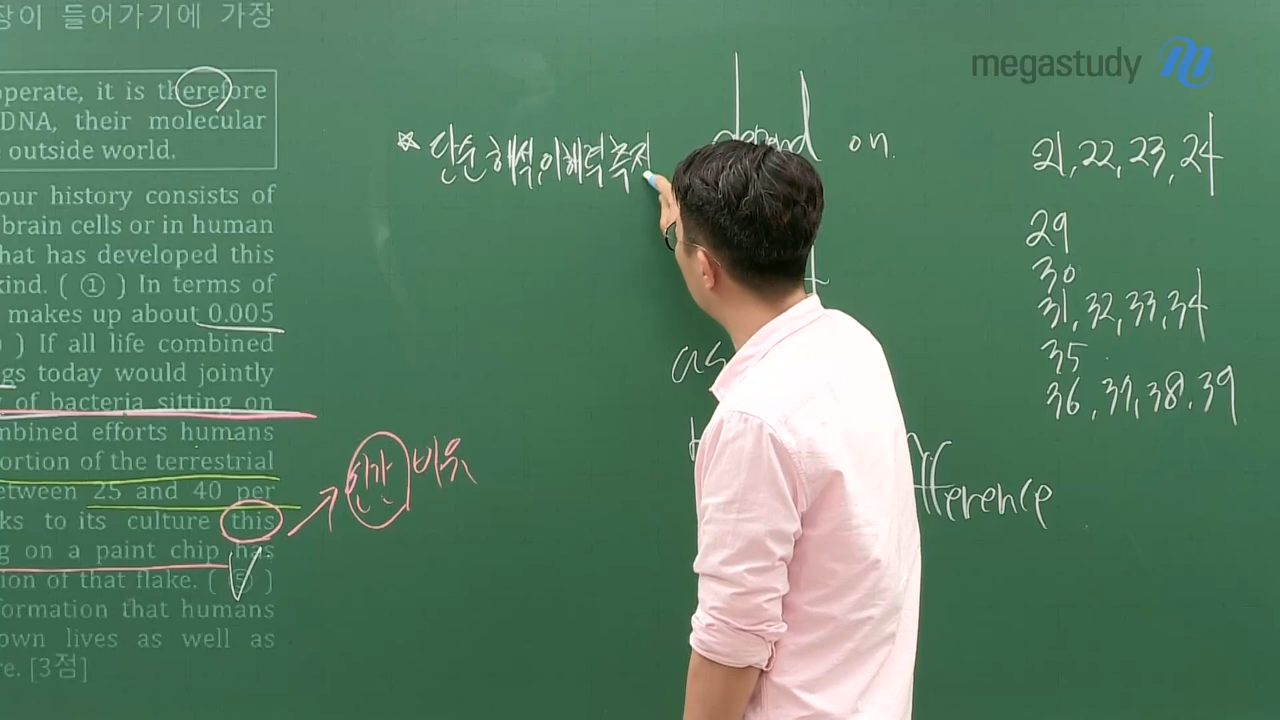 장이 들어가기에 가장
operate, it is therefore
DNA, their molecular
outside world.
our history consists of
brain cells or in human
hat has developed this
kind. ( ① ) In terms of
makes up about 0.005
) If all life combined
gs today would jointly
of bacteria sitting on
mbined efforts humans
ortion of the terrestrial
etween 25 and 40 per
ks to its culture this
g on a paint chip has
ion of that flake. ( ⑤ )
formation that humans
own lives as well as
re. [3점]
인간 비유
☆ 단순 해석, 이해력 측정
depend on
as
fference
megastudy
21, 22, 23, 24
29
30
31, 32, 33, 34
35
36, 37, 38, 39